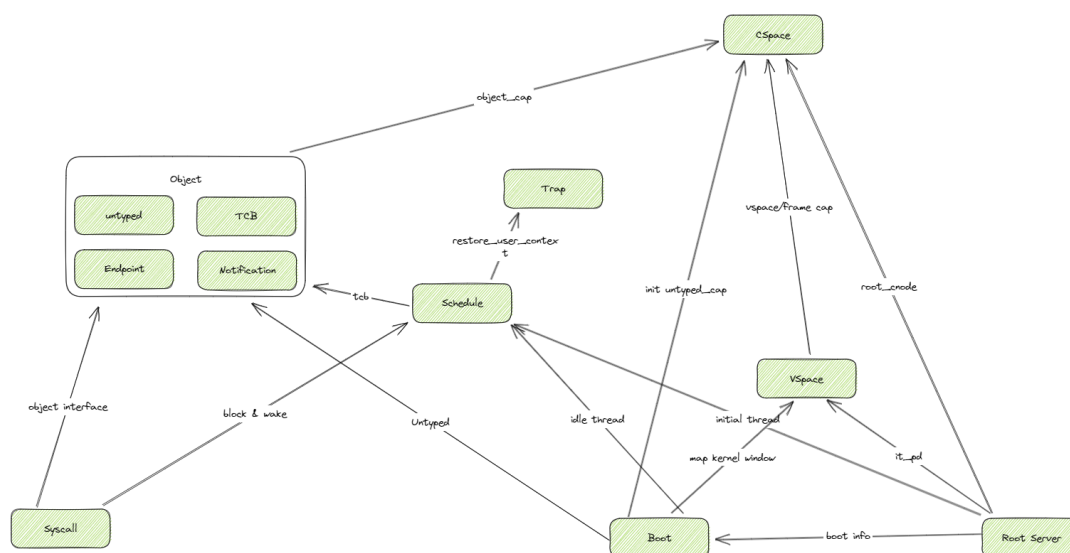 CSpace
object_cap
Object
untyped
TCB
Endpoint
Notification
Trap
restore_user_contex
t
tcb
Schedule
vspace/frame cap
init untyped_cap
root_cnode
VSpace
object interface
block & wake
Untyped
idle thread
initial thread
map kernel window
it_pd
Syscall
Boot
boot info
Root Server